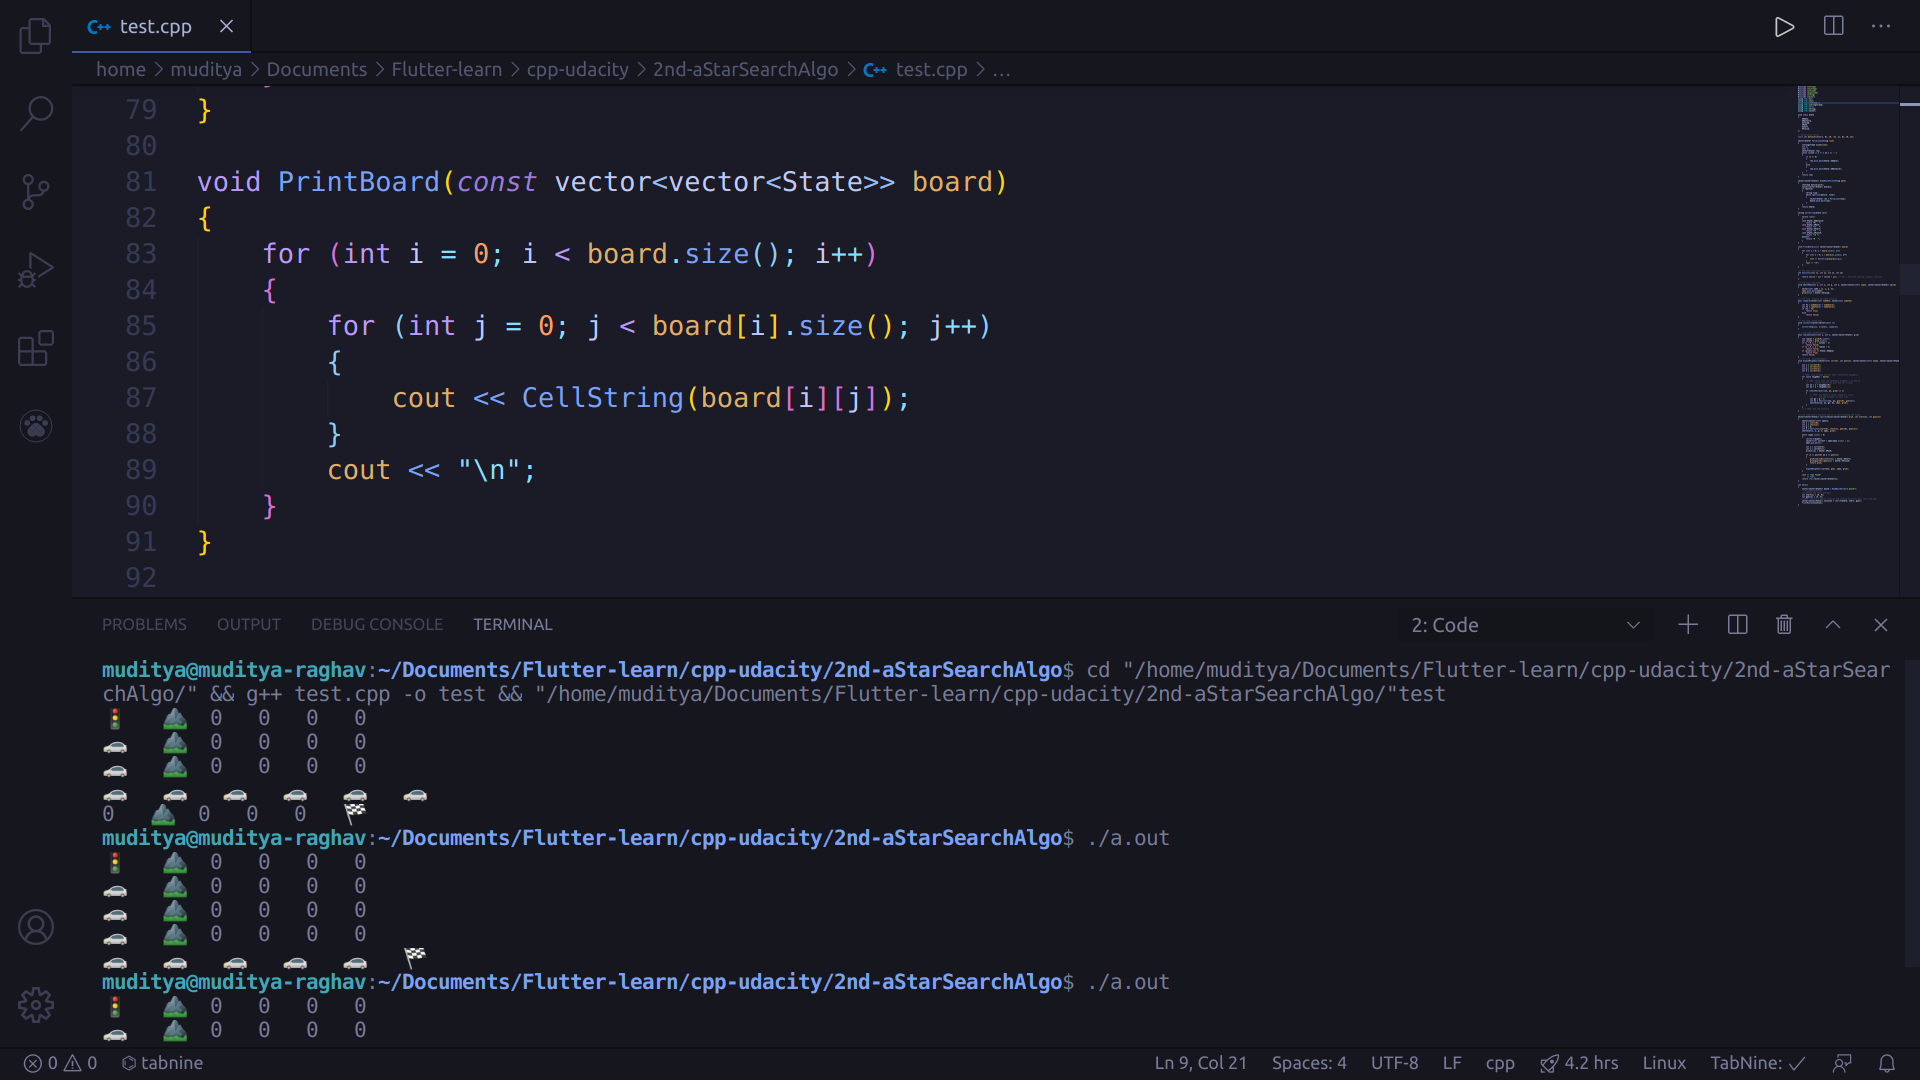 C++ test.cpp
home > muditya > Documents > Flutter-learn > cpp-udacity > 2nd-aStarSearchAlgo > C++ test.cpp > ...
79 }
80
81 void PrintBoard(const vector<vector<State>> board)
82 {
83 for (int i = 0; i < board.size(); i++)
84 {
85 for (int j = 0; j < board[i].size(); j++)
86 {
87 cout << CellString(board[i][j]);
88 }
89 cout << "\n";
90 }
91 }
92
PROBLEMS OUTPUT DEBUG CONSOLE TERMINAL 2: Code
muditya@muditya-raghav:~/Documents/Flutter-learn/cpp-udacity/2nd-aStarSearchAlgo$ cd "/home/muditya/Documents/Flutter-learn/cpp-udacity/2nd-aStarSear
chAlgo/" && g++ test.cpp -o test && "/home/muditya/Documents/Flutter-learn/cpp-udacity/2nd-aStarSearchAlgo/"test
🚦 ⛰️ 0 0 0 0
🚗 ⛰️ 0 0 0 0
🚗 ⛰️ 0 0 0 0
🚗 🚗 🚗 🚗 🚗 🚗
0 ⛰️ 0 0 0 🏁
muditya@muditya-raghav:~/Documents/Flutter-learn/cpp-udacity/2nd-aStarSearchAlgo$ ./a.out
🚦 ⛰️ 0 0 0 0
🚗 ⛰️ 0 0 0 0
🚗 ⛰️ 0 0 0 0
🚗 ⛰️ 0 0 0 0
🚗 🚗 🚗 🚗 🚗 🏁
muditya@muditya-raghav:~/Documents/Flutter-learn/cpp-udacity/2nd-aStarSearchAlgo$ ./a.out
🚦 ⛰️ 0 0 0 0
🚗 ⛰️ 0 0 0 0
0 0 tabnine Ln 9, Col 21 Spaces: 4 UTF-8 LF cpp 4.2 hrs Linux TabNine: ✓